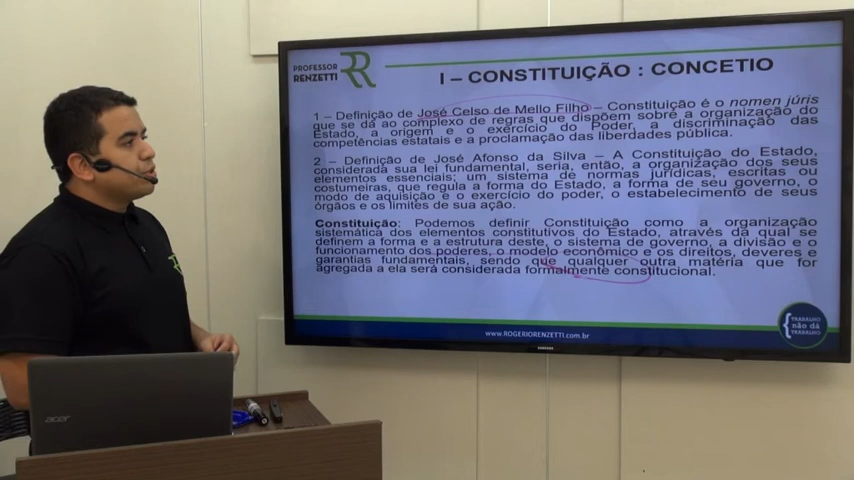 PROFESSOR
RENZETTI
I – CONSTITUIÇÃO : CONCETIO
1 – Definição de José Celso de Mello Filho – Constituição é o nomen júris
que se dá ao complexo de regras que dispõem sobre a organização do
Estado, a origem e o exercício do Poder, a discriminação das
competências estatais e a proclamação das liberdades pública.
2 – Definição de José Afonso da Silva – A Constituição do Estado,
considerada sua lei fundamental, seria, então, a organização dos seus
elementos essenciais; um sistema de normas jurídicas, escritas ou
costumeiras, que regula a forma do Estado, a forma de seu governo, o
modo de aquisição e o exercício do poder, o estabelecimento de seus
órgãos e os limites de sua ação.
Constituição: Podemos definir Constituição como a organização
sistemática dos elementos constitutivos do Estado, através da qual se
definem a forma e a estrutura deste, o sistema de governo, a divisão e o
funcionamento dos poderes, o modelo econômico e os direitos, deveres e
garantias fundamentais, sendo que qualquer outra matéria que for
agregada a ela será considerada formalmente constitucional.
www.ROGERIORENZETTI.com.br
TRABALHO
não dá
TRABALHO
SAMSUNG
acer